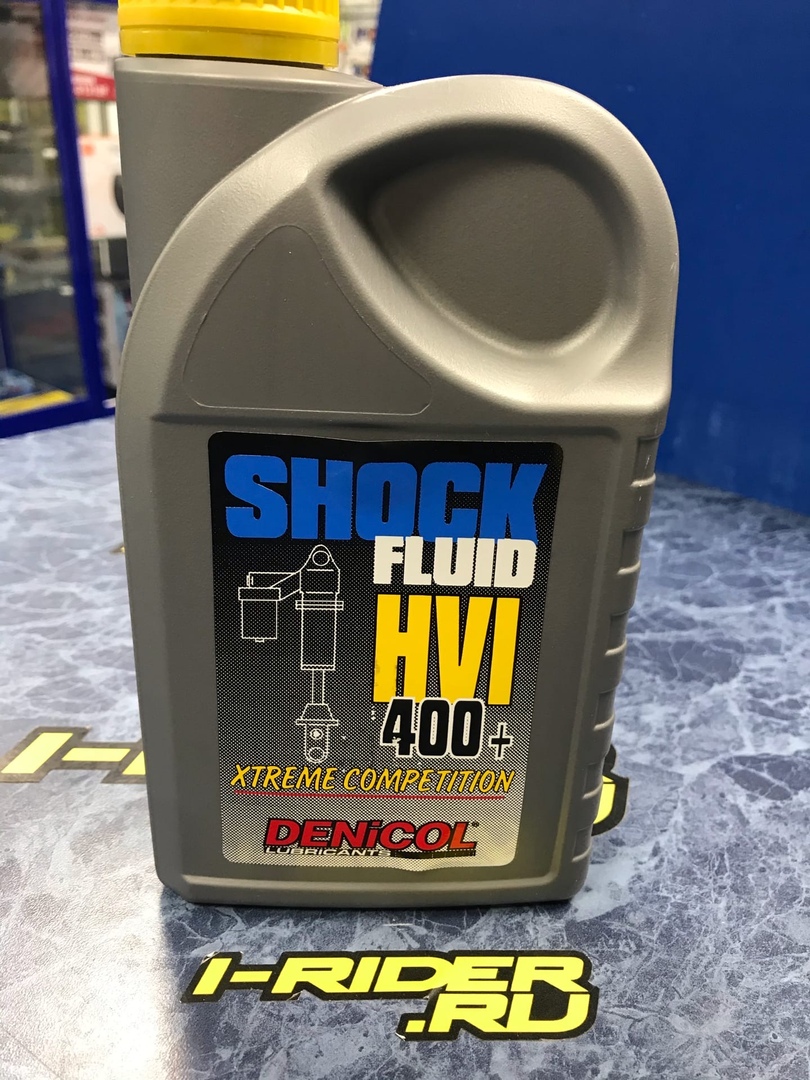 SHOCK
FLUID
HVI
400+
XTREME COMPETITION
DENiCOL®
LUBRICANTS
I-RIDER
.RU